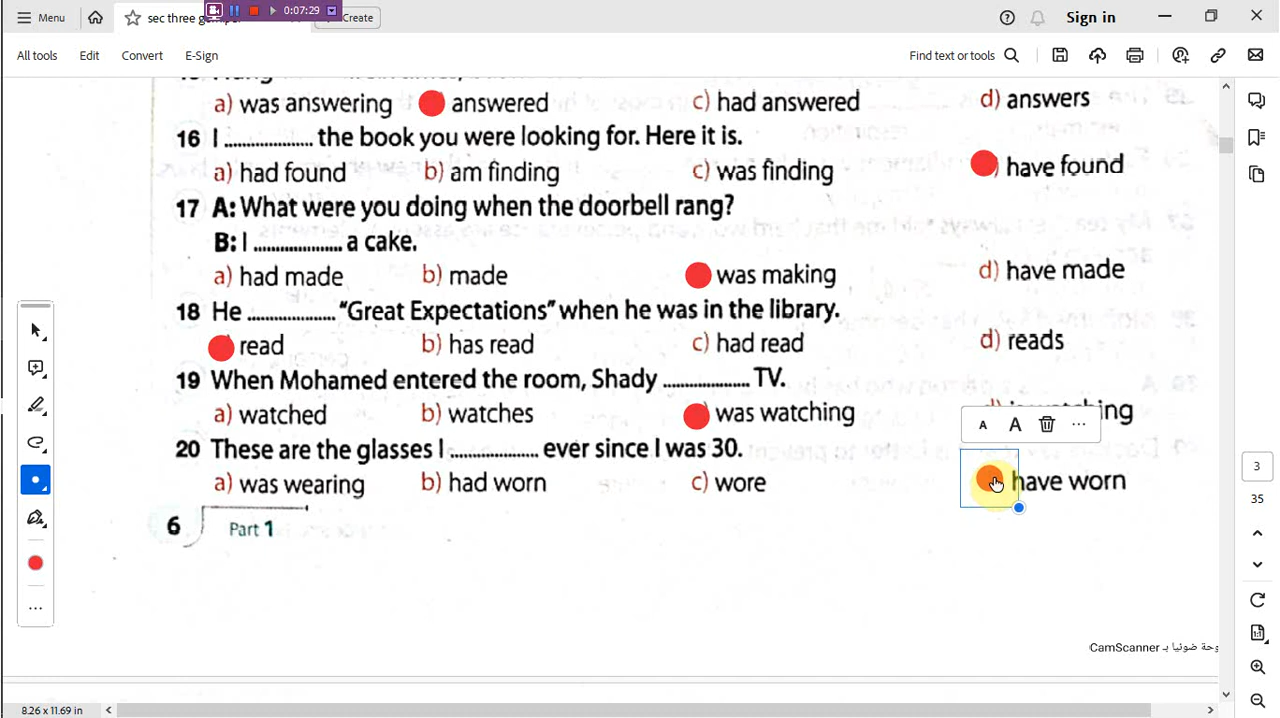 Menu
sec three
0:07:29
Create
Sign in
All tools Edit Convert E-Sign
Find text or tools
a) was answering answered c) had answered d) answers
16 I .................... the book you were looking for. Here it is.
a) had found b) am finding c) was finding have found
17 A: What were you doing when the doorbell rang?
B: I .................... a cake.
a) had made b) made was making d) have made
18 He .................... “Great Expectations” when he was in the library.
read b) has read c) had read d) reads
19 When Mohamed entered the room, Shady .................... TV.
a) watched b) watches was watching
A A ...
20 These are the glasses I .................... ever since I was 30.
a) was wearing b) had worn c) wore have worn
6 Part 1
3
35
CamScanner ضوئيا بـ
8.26 x 11.69 in